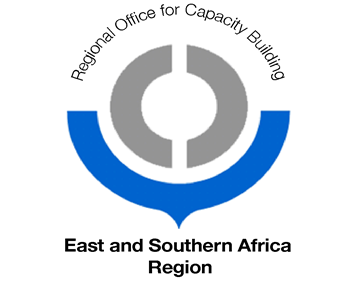 Regional Office for Capacity Building
East and Southern Africa
Region